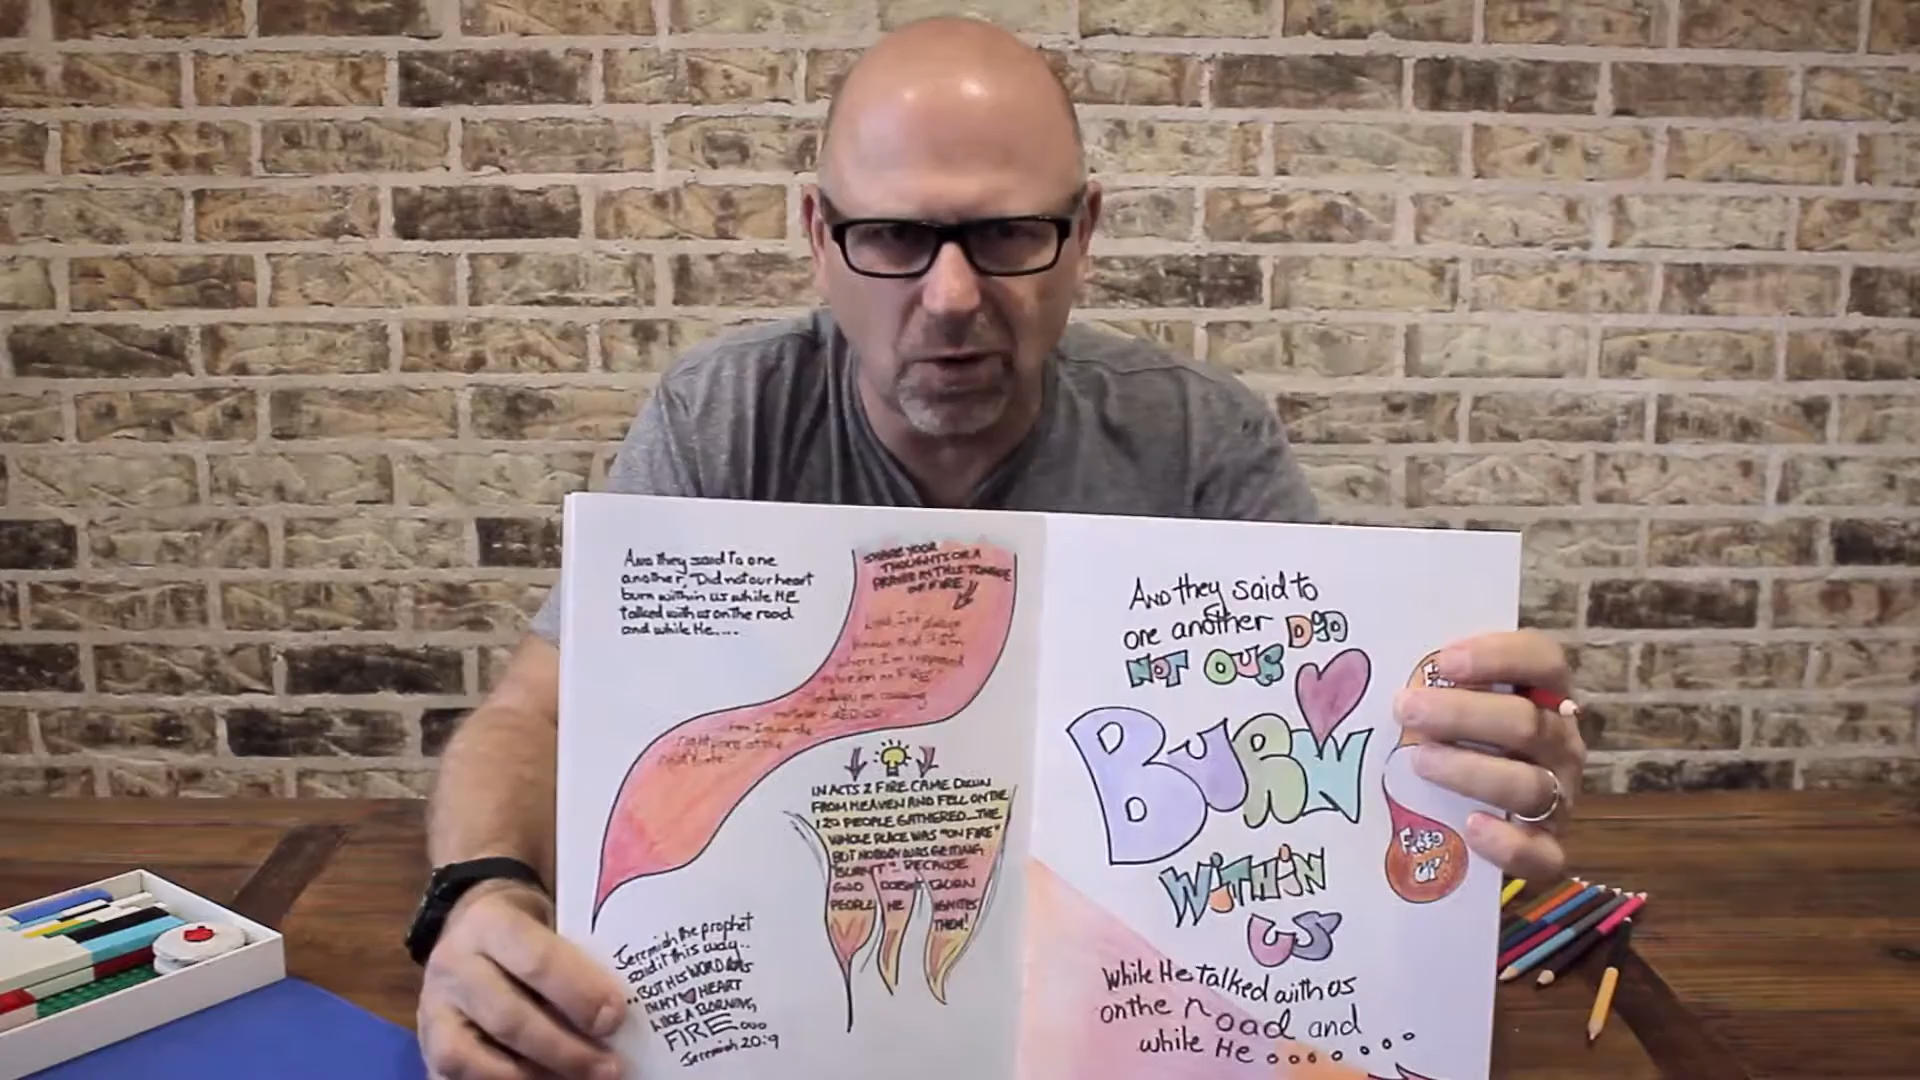 And they said to one
another, "Did not our heart
burn within us while HE
talked with us on the road
and while He....
SHARE YOUR
THOUGHTS OR A
PRAYER IN THIS TONGUE
OF FIRE
where I'm supposed
to be
IN ACTS 2 FIRE CAME DOWN
FROM HEAVEN AND FELL ON THE
120 PEOPLE GATHERED...THE
WHOLE PLACE WAS "ON FIRE"
BUT NOBODY WAS GETTING
"BURNT"... BECAUSE
GOD DOESN'T BURN
PEOPLE HE IGNITES
THEM!
Jeremiah the prophet
said it this way..
..BUT HIS WORD WAS
IN MY HEART
LIKE A BURNING
FIRE...
Jeremiah 20:9
And they said to
one another DID
NOT OUR
BURN
WITHIN
US
While He talked with us
on the road and
while He.......
FIRED
UP!